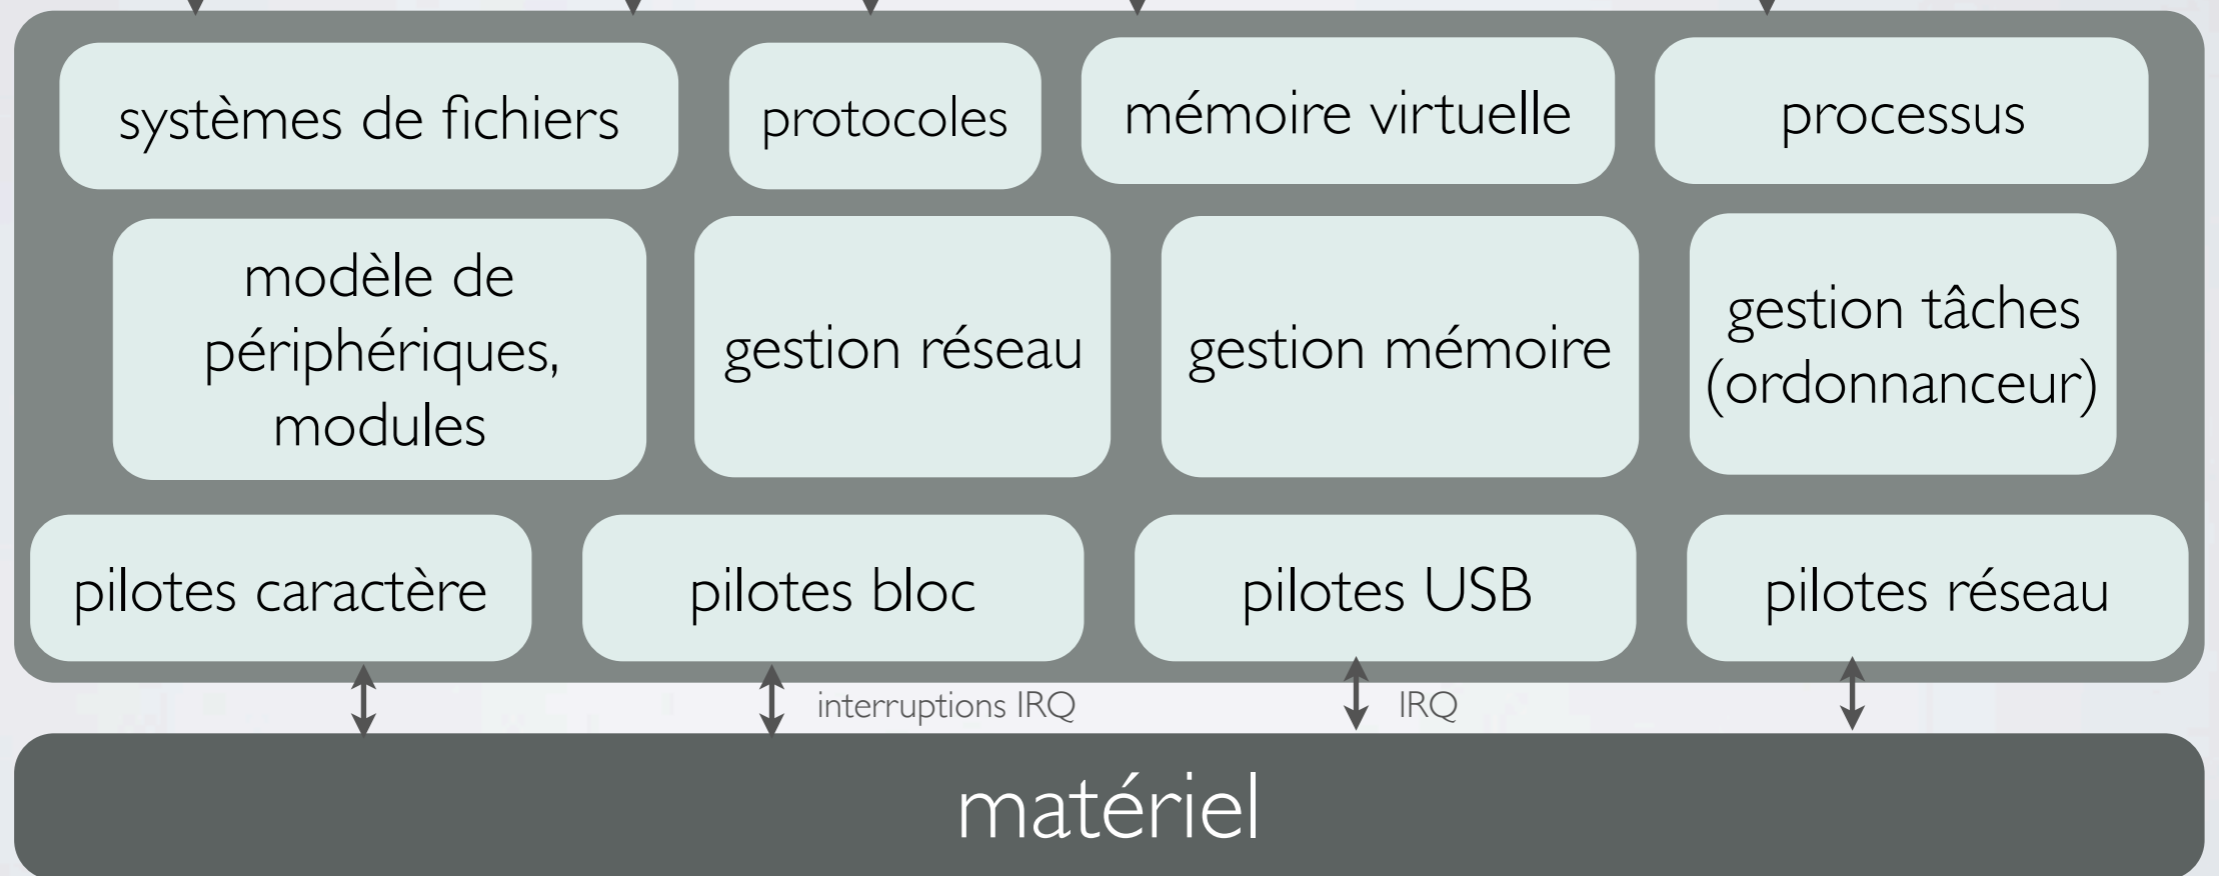 systèmes de fichiers
protocoles
mémoire virtuelle
processus
modèle de
périphériques,
modules
gestion réseau
gestion mémoire
gestion tâches
(ordonnanceur)
pilotes caractère
pilotes bloc
pilotes USB
pilotes réseau
interruptions IRQ
IRQ
matériel